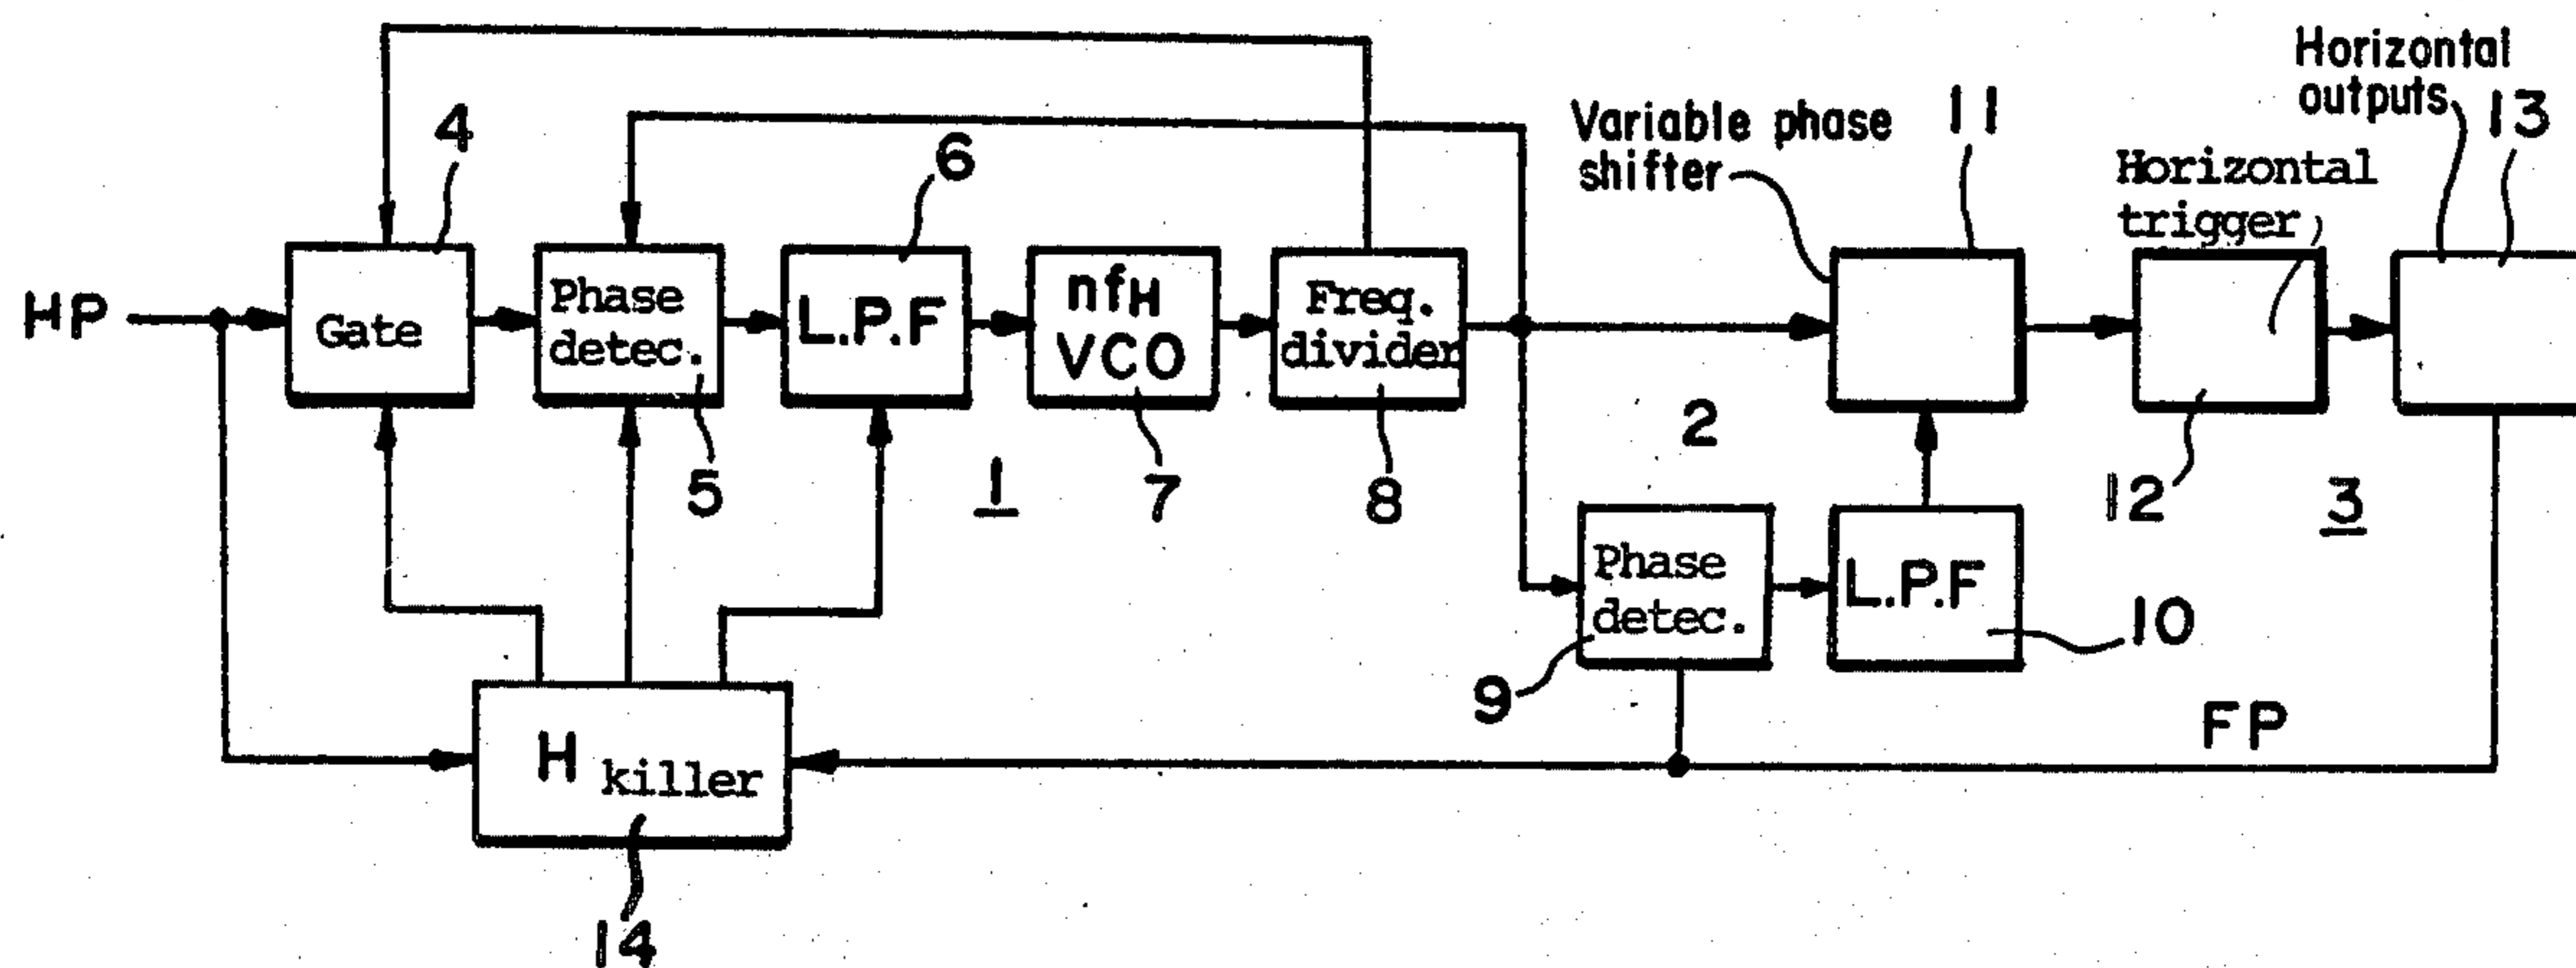 Horizontal
outputs
13
Variable phase
shifter
11
Horizontal
trigger
4
6
HP
Gate
Phase
detec.
L.P.F
nfH
VCO
Freq.
divider
5
1
7
8
2
12
3
Phase
detec.
L.P.F
10
9
FP
H killer
14